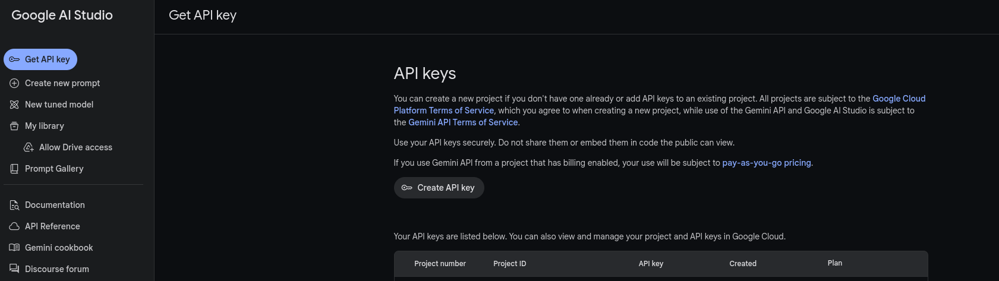 Google AI Studio
Get API key
Create new prompt
New tuned model
My library
Allow Drive access
Prompt Gallery
Documentation
API Reference
Gemini cookbook
Discourse forum
Get API key
API keys
You can create a new project if you don't have one already or add API keys to an existing project. All projects are subject to the Google Cloud
Platform Terms of Service, which you agree to when creating a new project, while use of the Gemini API and Google AI Studio is subject to
the Gemini API Terms of Service.
Use your API keys securely. Do not share them or embed them in code the public can view.
If you use Gemini API from a project that has billing enabled, your use will be subject to pay-as-you-go pricing.
Create API key
Your API keys are listed below. You can also view and manage your project and API keys in Google Cloud.
Project number Project ID API key Created Plan